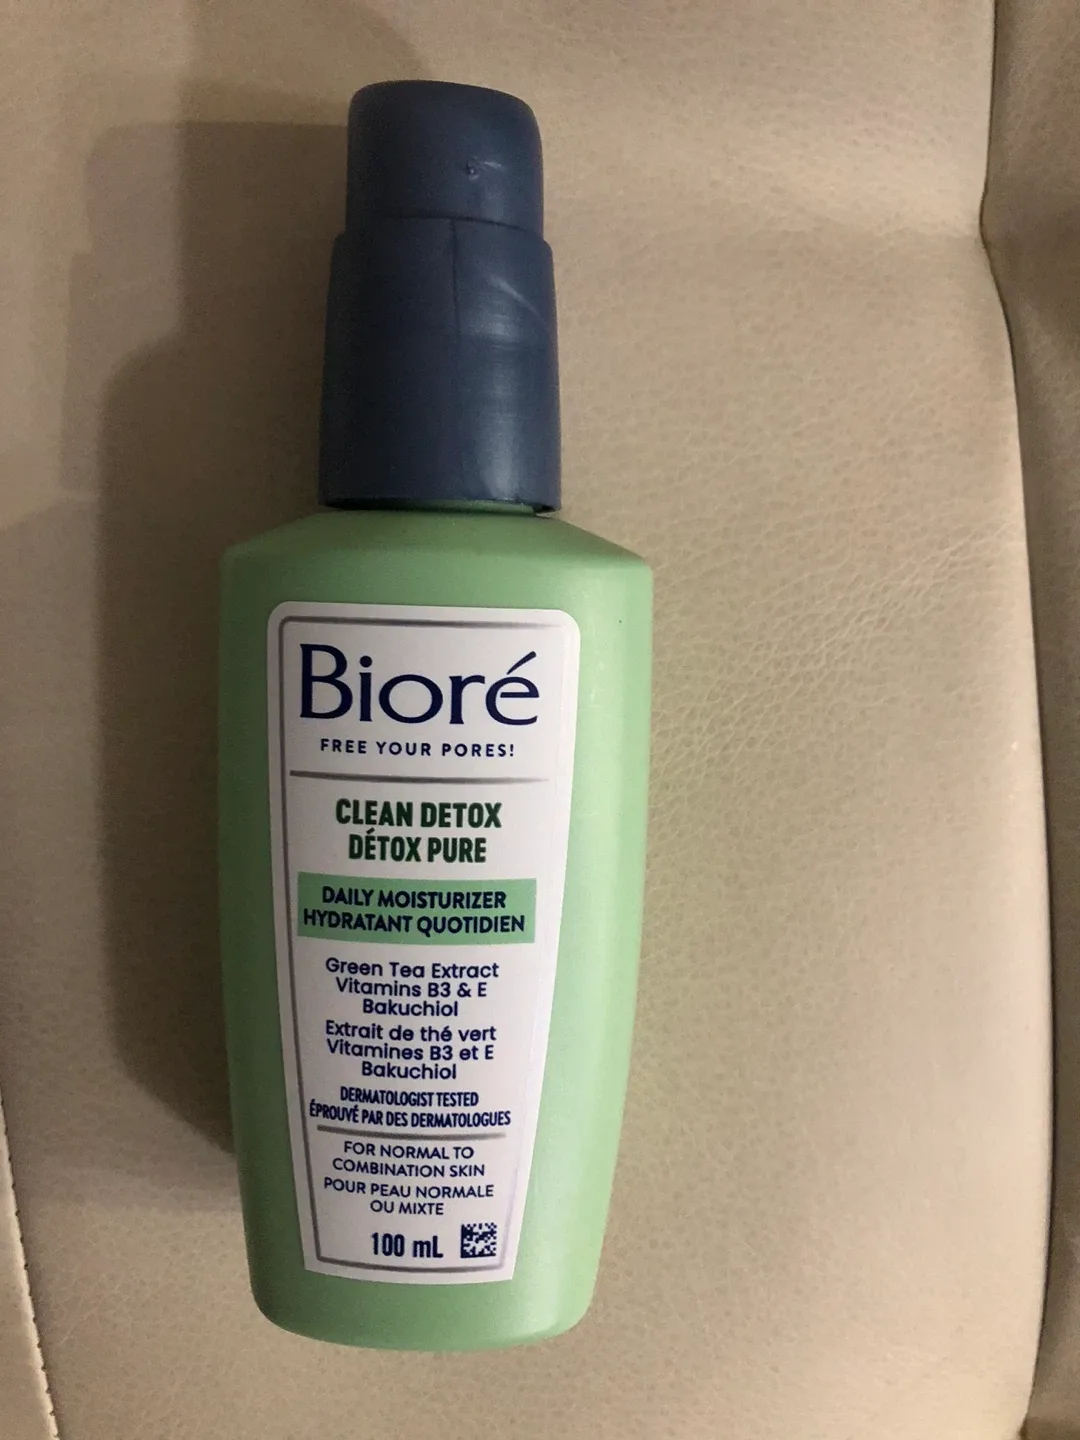 Bioré
FREE YOUR PORES!
CLEAN DETOX
DÉTOX PURE
DAILY MOISTURIZER
HYDRATANT QUOTIDIEN
Green Tea Extract
Vitamins B3 & E
Bakuchiol
Extrait de thé vert
Vitamines B3 et E
Bakuchiol
DERMATOLOGIST TESTED
ÉPROUVÉ PAR DES DERMATOLOGUES
FOR NORMAL TO
COMBINATION SKIN
POUR PEAU NORMALE
OU MIXTE
100 mL